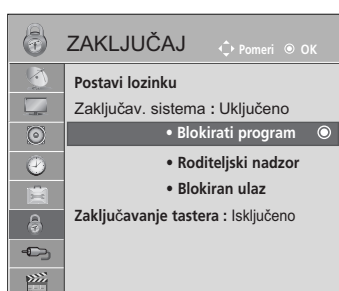 ZAKLJUČAJ Pomeri OK
Postavi lozinku
Zaključav. sistema : Uključeno
• Blokirati program
• Roditeljski nadzor
• Blokiran ulaz
Zaključavanje tastera : Isključeno